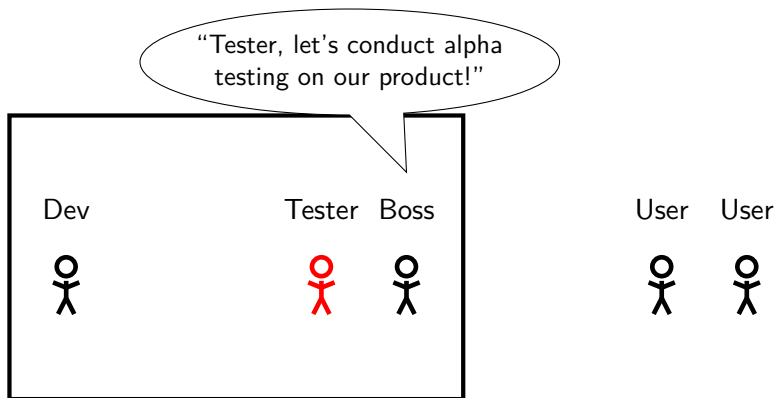 “Tester, let's conduct alpha
testing on our product!”
Dev Tester Boss User User